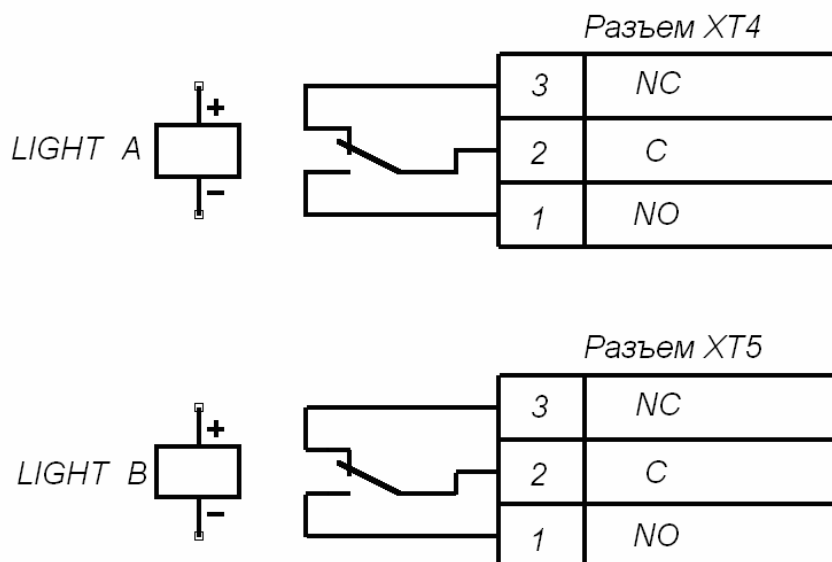 Разъем XT4
3 NC
+
LIGHT A
2 C
–
1 NO
Разъем XT5
3 NC
+
LIGHT B
2 C
–
1 NO